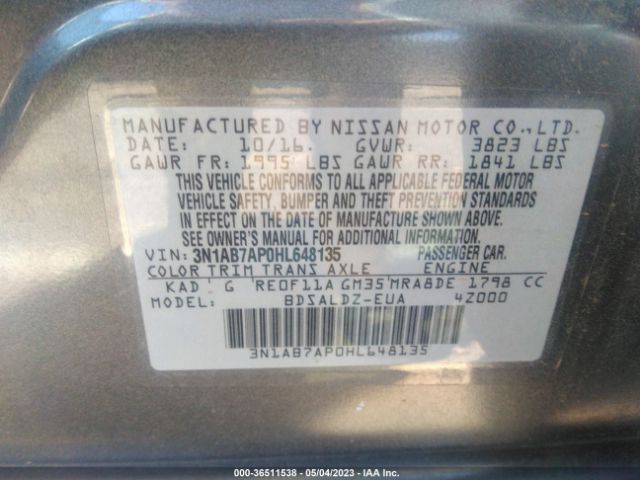 MANUFACTURED BY NISSAN MOTOR CO., LTD.
DATE: 10/16. GVWR: 3823 LBS
GAWR FR: 1995 LBS GAWR RR: 1841 LBS
THIS VEHICLE CONFORMS TO ALL APPLICABLE FEDERAL MOTOR
VEHICLE SAFETY, BUMPER AND THEFT PREVENTION STANDARDS
IN EFFECT ON THE DATE OF MANUFACTURE SHOWN ABOVE.
SEE OWNER'S MANUAL FOR ADDITIONAL INFORMATION.
VIN: 3N1AB7AP0HL648135 PASSENGER CAR.
COLOR TRIM TRANS AXLE ENGINE
KAD G RE0F11A GM35 MRA8DE 1798 CC
BDSALDZ-EUA 4Z000
3N1AB7AP0HL648135
000-36511538 - 05/04/2023 - IAA Inc.